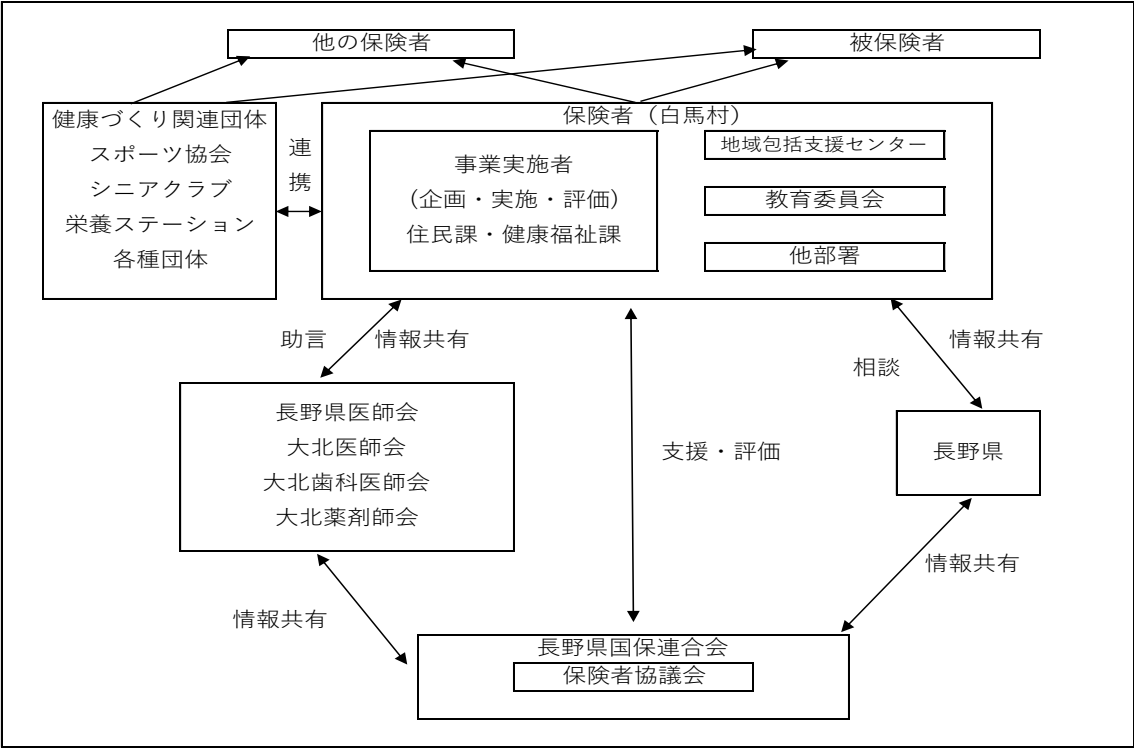 他の保険者
被保険者
健康づくり関連団体
スポーツ協会
シニアクラブ
栄養ステーション
各種団体
連携
保険者（白馬村）
事業実施者
（企画・実施・評価）
住民課・健康福祉課
地域包括支援センター
教育委員会
他部署
助言
情報共有
情報共有
相談
長野県医師会
大北医師会
大北歯科医師会
大北薬剤師会
支援・評価
長野県
情報共有
情報共有
長野県国保連合会
保険者協議会